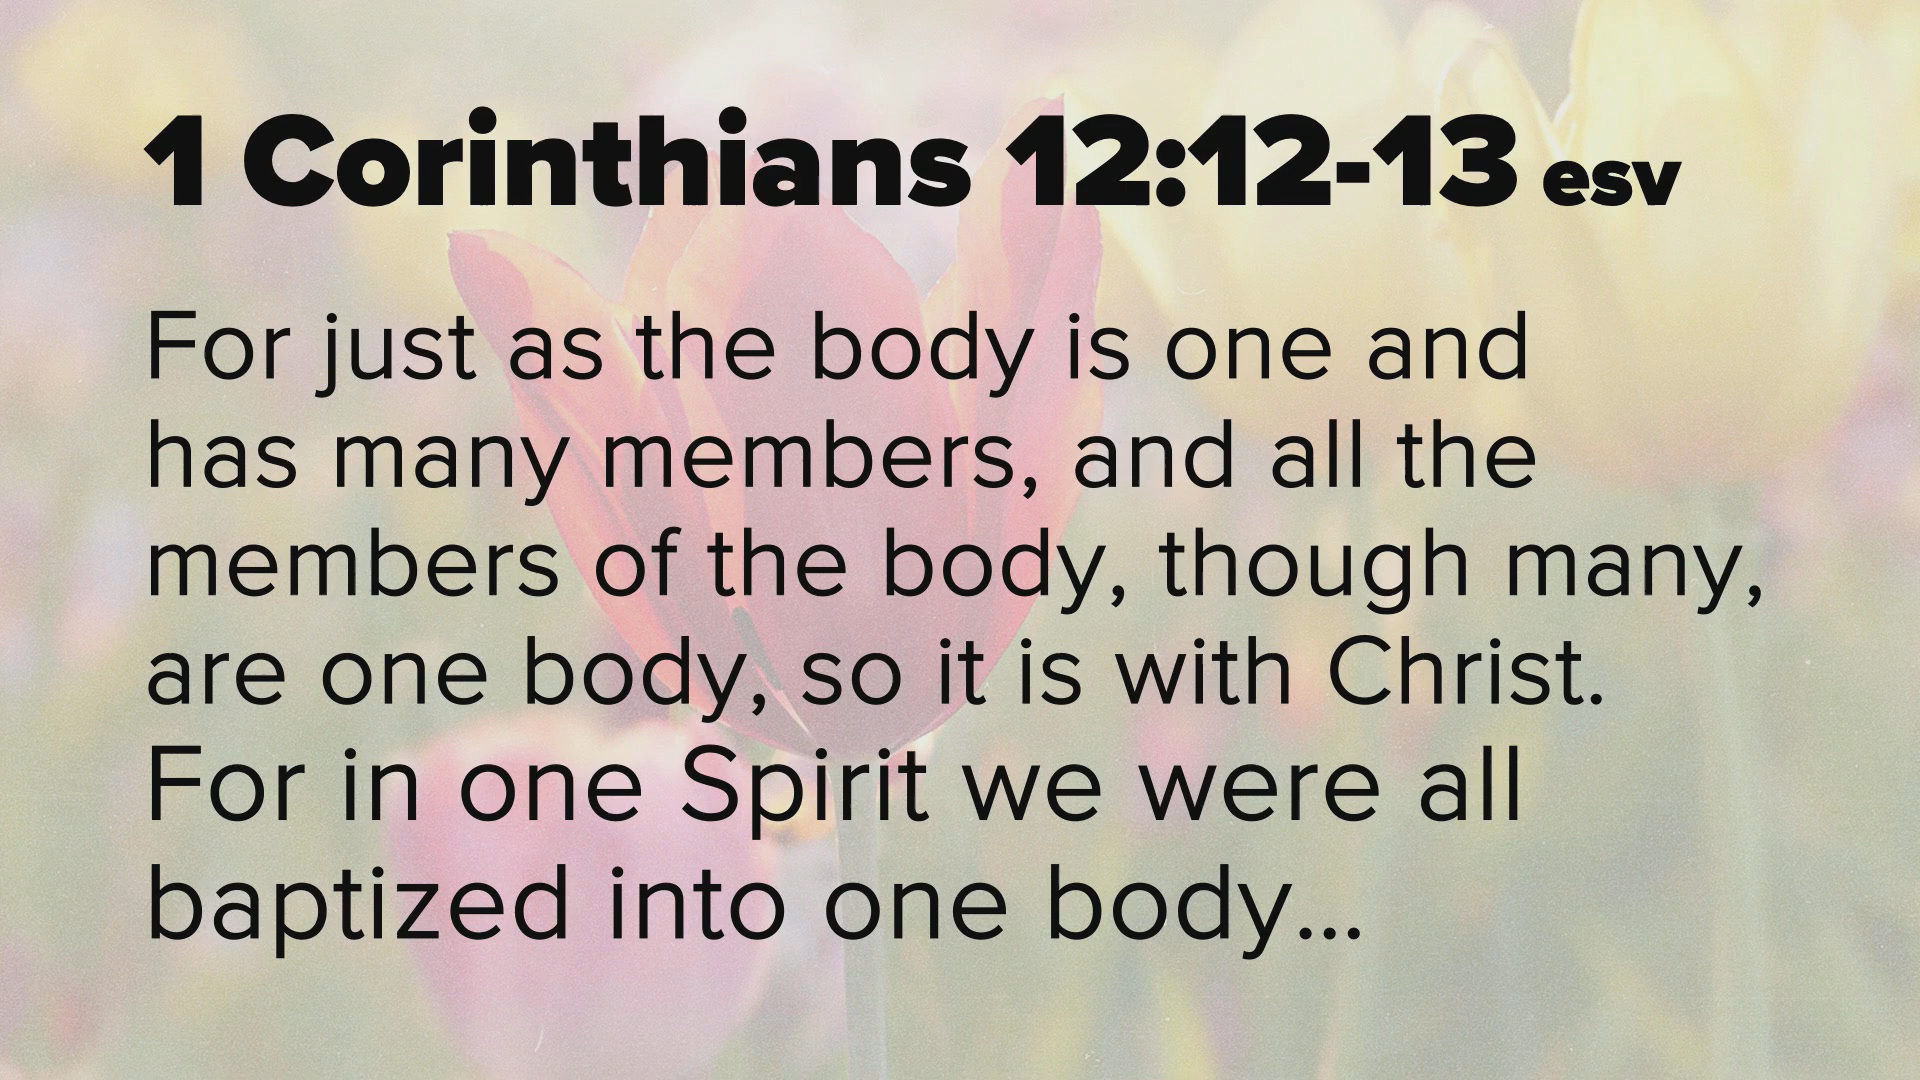 1 Corinthians 12:12-13 esv
For just as the body is one and
has many members, and all the
members of the body, though many,
are one body, so it is with Christ.
For in one Spirit we were all
baptized into one body...